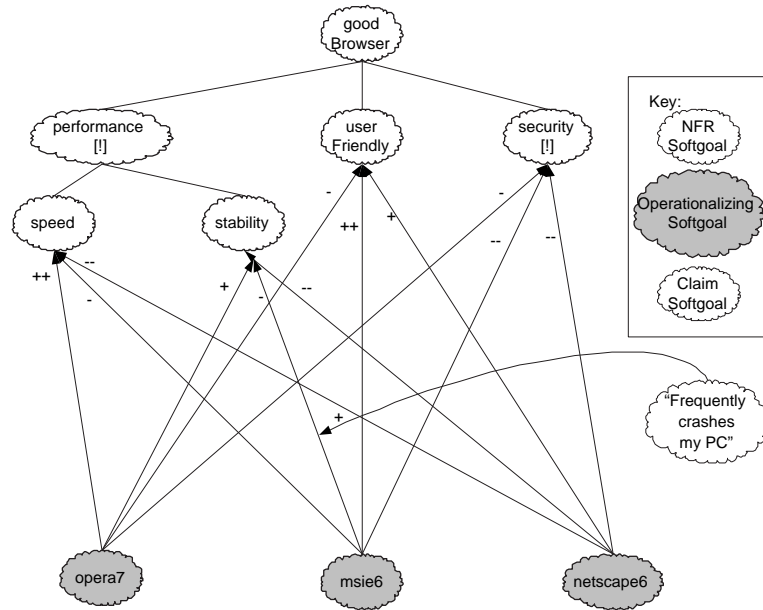 good
Browser
Key:
performance
[!]
user
Friendly
security
[!]
NFR
Softgoal
speed
stability
Operationalizing
Softgoal
-
++
+
-
--
--
--
++
-
+
-
--
Claim
Softgoal
+
“Frequently
crashes
my PC”
opera7
msie6
netscape6